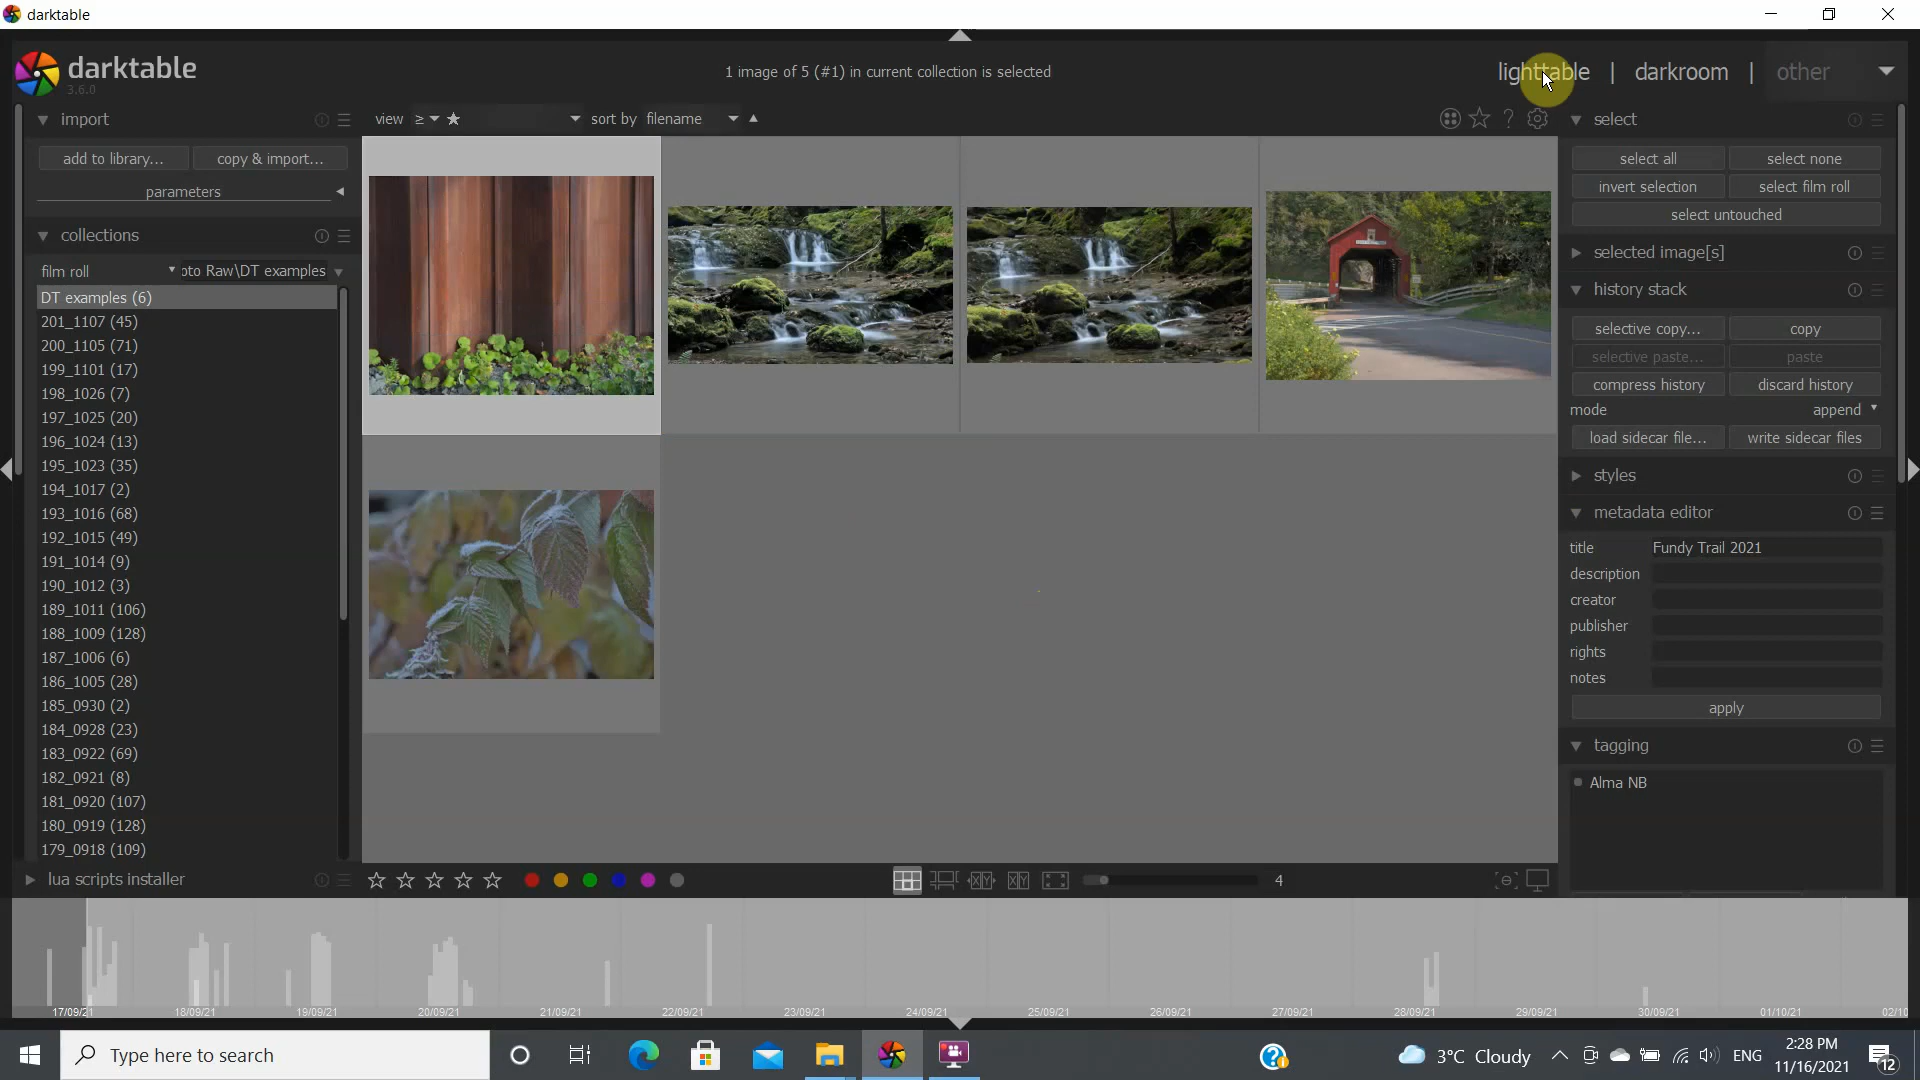 darktable
darktable
3.6.0
1 image of 5 (#1) in current collection is selected
lighttable | darkroom | other
import
add to library...
copy & import...
parameters
collections
film roll
oto Raw\DT examples
DT examples (6)
201_1107 (45)
200_1105 (71)
199_1101 (17)
198_1026 (7)
197_1025 (20)
196_1024 (13)
195_1023 (35)
194_1017 (2)
193_1016 (68)
192_1015 (49)
191_1014 (9)
190_1012 (3)
189_1011 (106)
188_1009 (128)
187_1006 (6)
186_1005 (28)
185_0930 (2)
184_0928 (23)
183_0922 (69)
182_0921 (8)
181_0920 (107)
180_0919 (128)
179_0918 (109)
lua scripts installer
view ≥ ★ sort by filename
?
4
select
select all
select none
invert selection
select film roll
select untouched
selected image[s]
history stack
selective copy...
copy
selective paste...
paste
compress history
discard history
mode append
load sidecar file...
write sidecar files
styles
metadata editor
title Fundy Trail 2021
description
creator
publisher
rights
notes
apply
tagging
Alma NB
17/09/21 18/09/21 19/09/21 20/09/21 21/09/21 22/09/21 23/09/21 24/09/21 25/09/21 26/09/21 27/09/21 28/09/21 29/09/21 30/09/21 01/10/21 02/10
Type here to search
3°C Cloudy
ENG
2:28 PM
11/16/2021
12